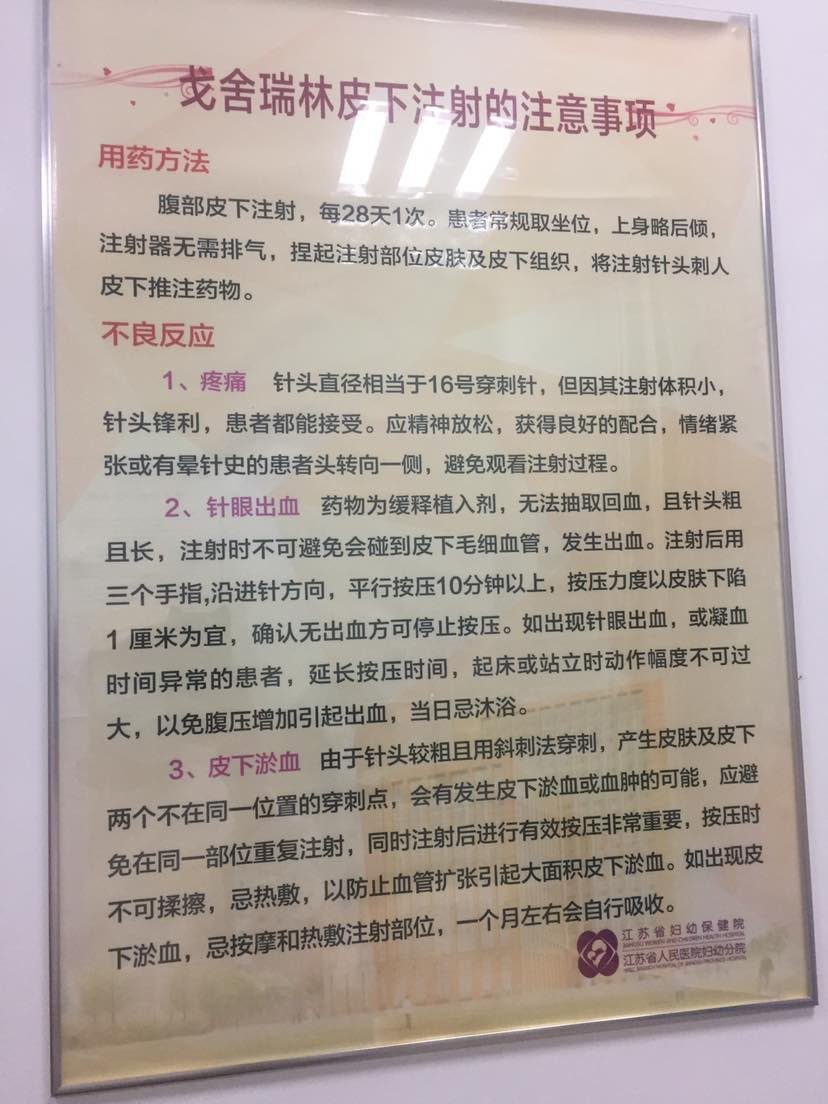 戈舍瑞林皮下注射的注意事项
用药方法
腹部皮下注射，每28天1次。患者常规取坐位，上身略后倾，
注射器无需排气，捏起注射部位皮肤及皮下组织，将注射针头刺人
皮下推注药物。
不良反应
1、疼痛 针头直径相当于16号穿刺针，但因其注射体积小，
针头锋利，患者都能接受。应精神放松，获得良好的配合，情绪紧
张或有晕针史的患者头转向一侧，避免观看注射过程。
2、针眼出血 药物为缓释植入剂，无法抽取回血，且针头粗
且长，注射时不可避免会碰到皮下毛细血管，发生出血。注射后用
三个手指,沿进针方向，平行按压10分钟以上，按压力度以皮肤下陷
1 厘米为宜，确认无出血方可停止按压。如出现针眼出血，或凝血
时间异常的患者，延长按压时间，起床或站立时动作幅度不可过
大，以免腹压增加引起出血，当日忌沐浴。
3、皮下淤血 由于针头较粗且用斜刺法穿刺，产生皮肤及皮下
两个不在同一位置的穿刺点，会有发生皮下淤血或血肿的可能，应避
免在同一部位重复注射，同时注射后进行有效按压非常重要，按压时
不可揉擦，忌热敷，以防止血管扩张引起大面积皮下淤血。如出现皮
下淤血，忌按摩和热敷注射部位，一个月左右会自行吸收。
江苏省妇幼保健院
JIANGSU WOMEN AND CHILDREN HEALTH HOSPITAL
江苏省人民医院妇幼分院